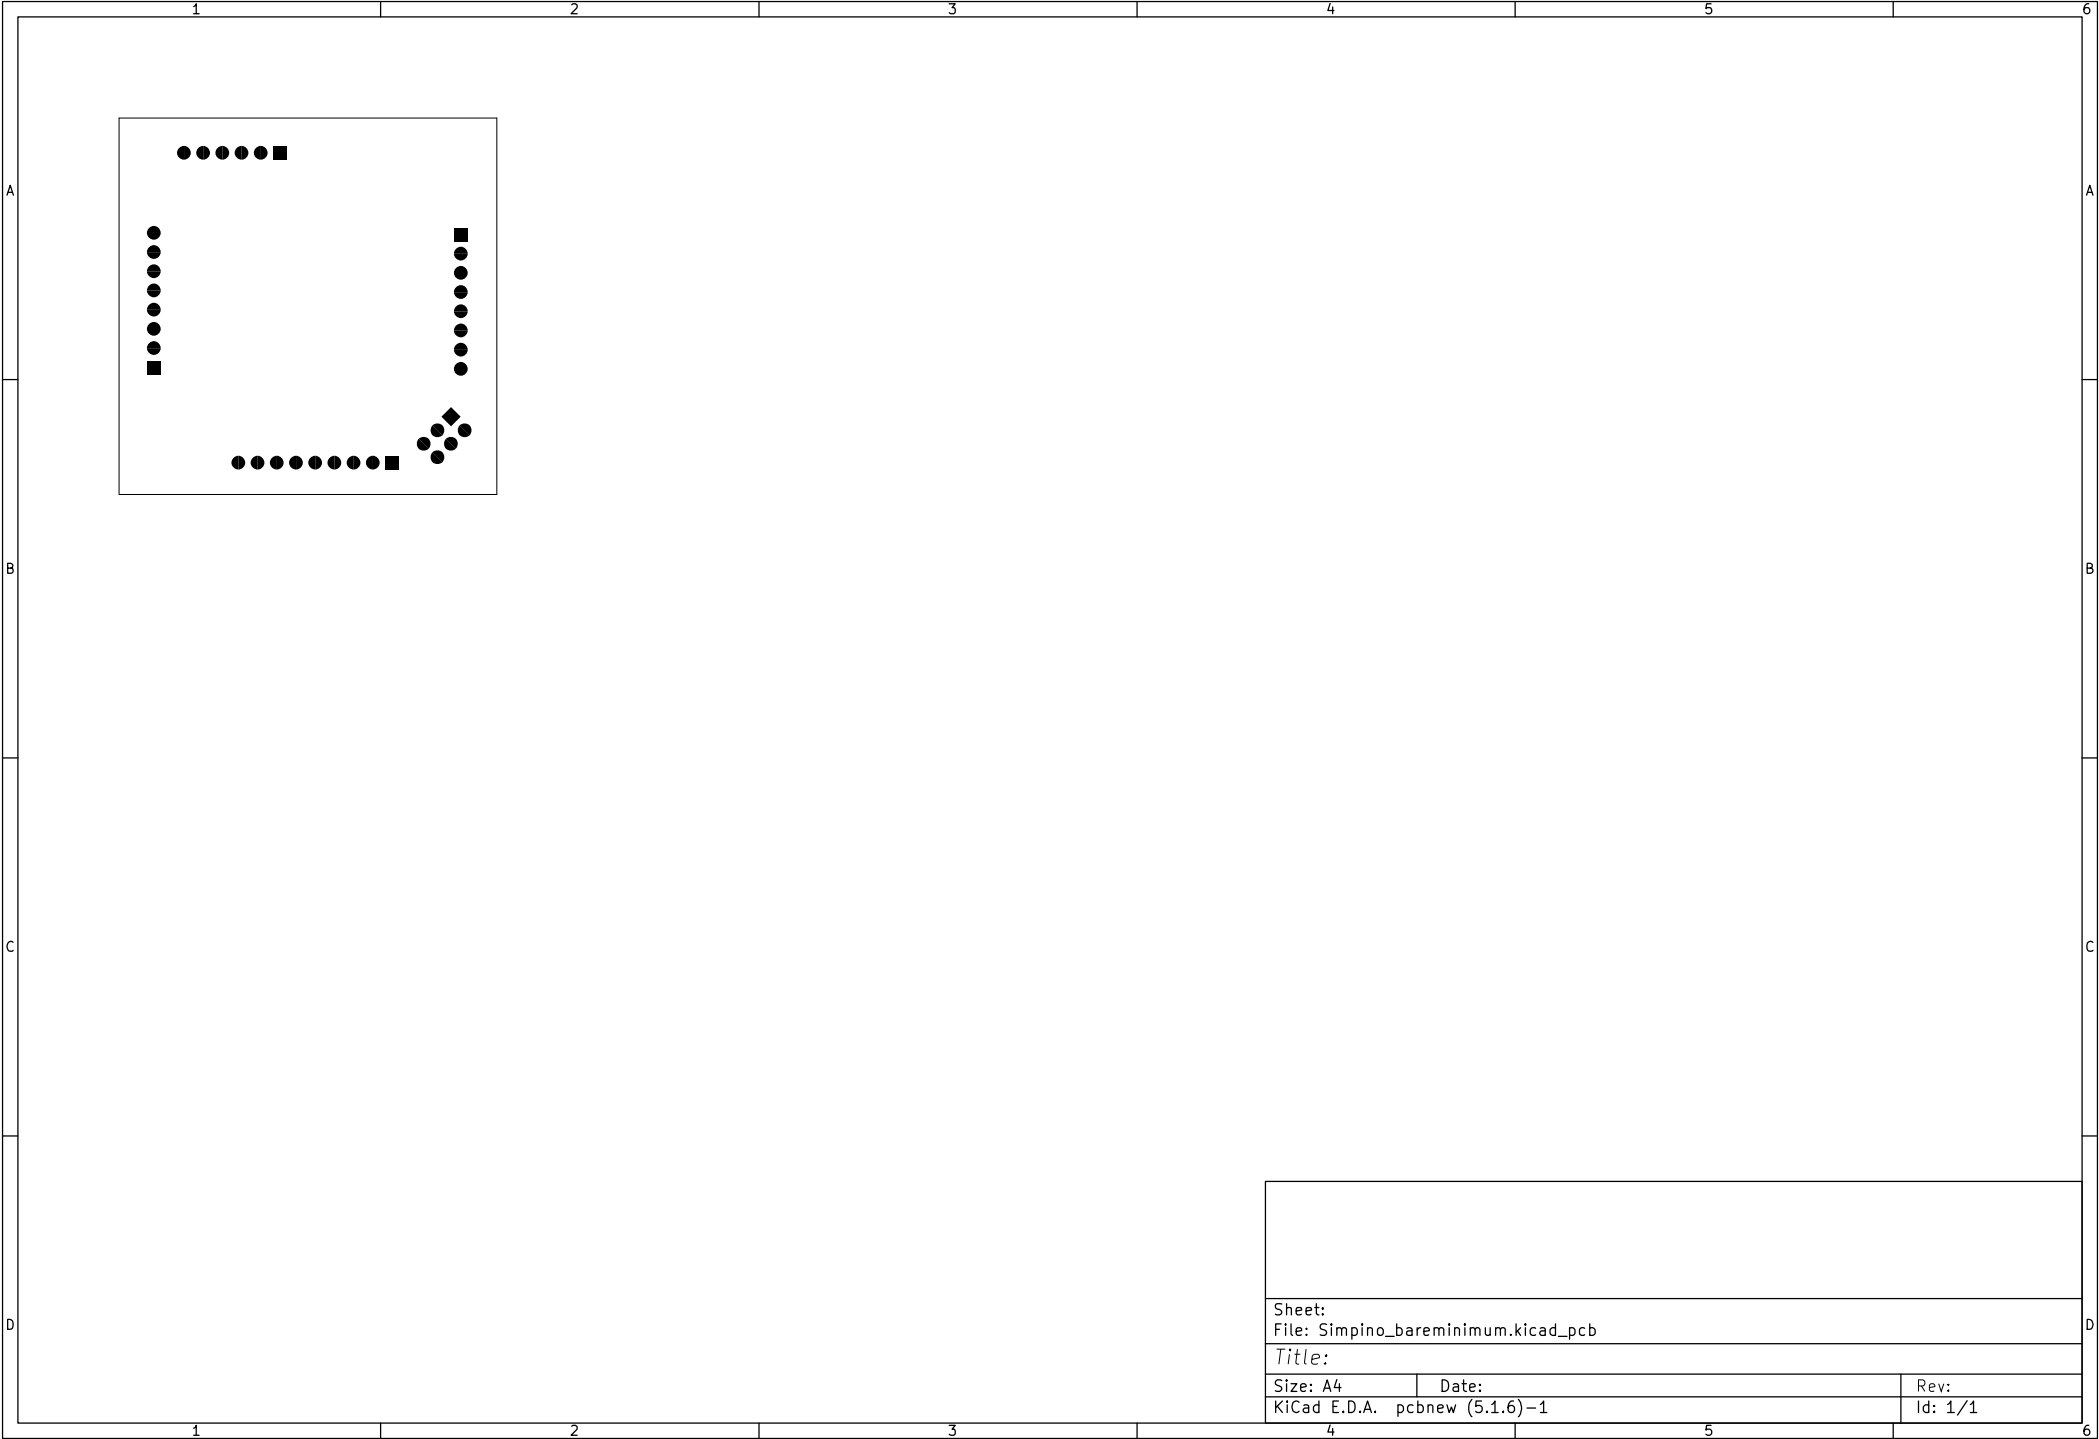 1 2 3 4 5 6
A A
B B
C C
Sheet:
File: Simpino_bareminimum.kicad_pcb
D D
Title:
Size: A4 Date: Rev:
KiCad E.D.A. pcbnew (5.1.6)-1 Id: 1/1
1 2 3 4 5 6